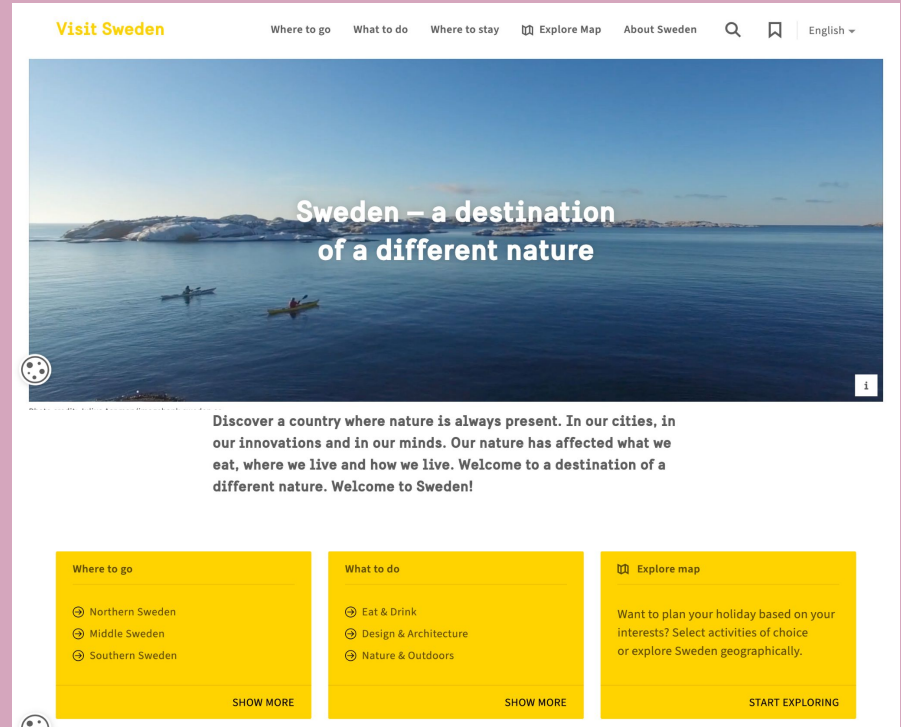 Visit Sweden
Where to go What to do Where to stay Explore Map About Sweden English
Sweden – a destination
of a different nature
i
Discover a country where nature is always present. In our cities, in
our innovations and in our minds. Our nature has affected what we
eat, where we live and how we live. Welcome to a destination of a
different nature. Welcome to Sweden!
Where to go
Northern Sweden
Middle Sweden
Southern Sweden
SHOW MORE
What to do
Eat & Drink
Design & Architecture
Nature & Outdoors
SHOW MORE
Explore map
Want to plan your holiday based on your
interests? Select activities of choice
or explore Sweden geographically.
START EXPLORING